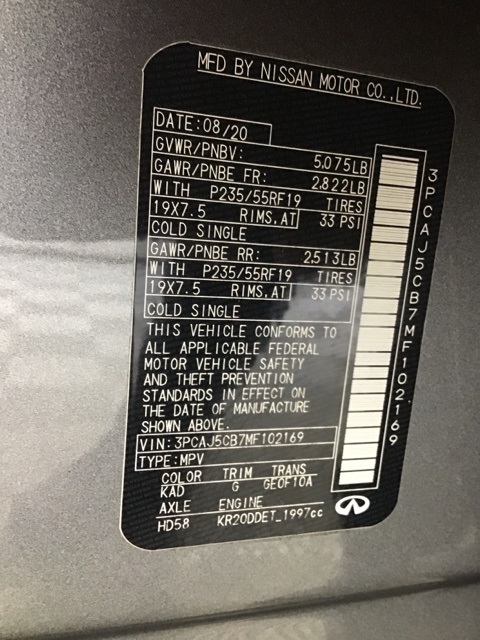 MFD BY NISSAN MOTOR CO.,LTD.
DATE:08/20
GVWR/PNBV: 5,075LB
GAWR/PNBE FR: 2,822LB
WITH P235/55RF19 TIRES
19X7.5 RIMS,AT 33 PSI
COLD SINGLE
GAWR/PNBE RR: 2,513LB
WITH P235/55RF19 TIRES
19X7.5 RIMS,AT 33 PSI
COLD SINGLE
THIS VEHICLE CONFORMS TO
ALL APPLICABLE FEDERAL
MOTOR VEHICLE SAFETY
AND THEFT PREVENTION
STANDARDS IN EFFECT ON
THE DATE OF MANUFACTURE
SHOWN ABOVE.
VIN: 3PCAJ5CB7MF102169
TYPE: MPV
COLOR TRIM TRANS
KAD G GE0F10A
AXLE ENGINE
HD58 KR20DDET_1997cc
3PCAJ5CB7MF102169